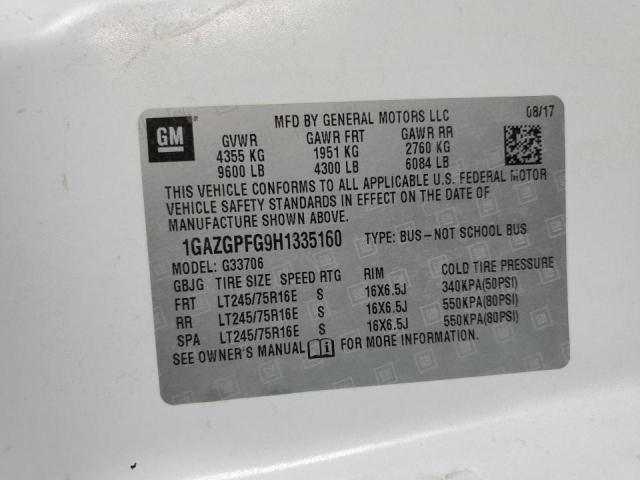 MFD BY GENERAL MOTORS LLC 08/17
GM GVWR GAWR FRT GAWR RR
4355 KG 1951 KG 2760 KG
9600 LB 4300 LB 6084 LB
THIS VEHICLE CONFORMS TO ALL APPLICABLE U.S. FEDERAL MOTOR
VEHICLE SAFETY STANDARDS IN EFFECT ON THE DATE OF
MANUFACTURE SHOWN ABOVE.
1GAZGPFG9H1335160 TYPE: BUS–NOT SCHOOL BUS
MODEL: G33706
GBJG TIRE SIZE SPEED RTG RIM COLD TIRE PRESSURE
FRT LT245/75R16E S 16X6.5J 340KPA(50PSI)
RR LT245/75R16E S 16X6.5J 550KPA(80PSI)
SPA LT245/75R16E S 16X6.5J 550KPA(80PSI)
SEE OWNER'S MANUAL FOR MORE INFORMATION.